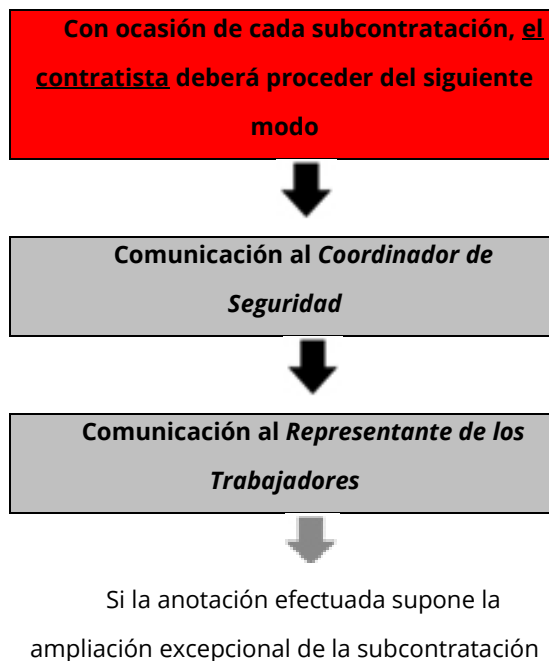 Con ocasión de cada subcontratación, el
contratista deberá proceder del siguiente
modo
Comunicación al Coordinador de
Seguridad
Comunicación al Representante de los
Trabajadores
Si la anotación efectuada supone la
ampliación excepcional de la subcontratación